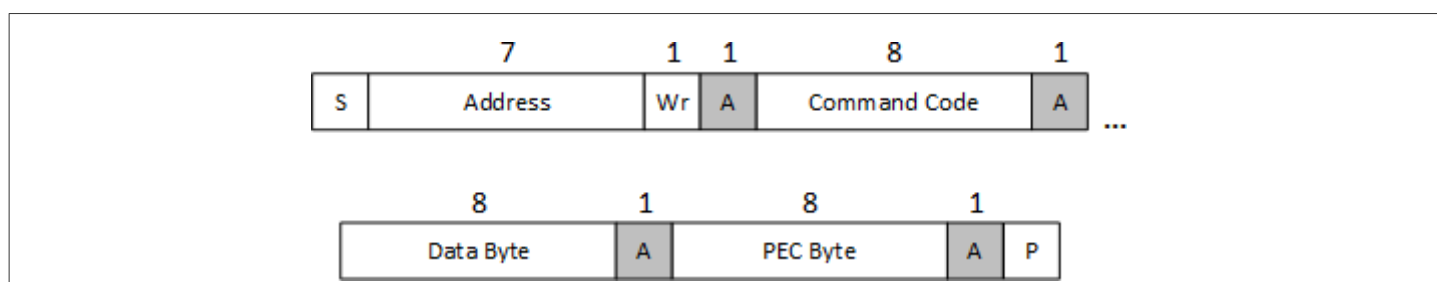 7 1 1 8 1
S Address Wr A Command Code A ...
8 1 8 1
Data Byte A PEC Byte A P